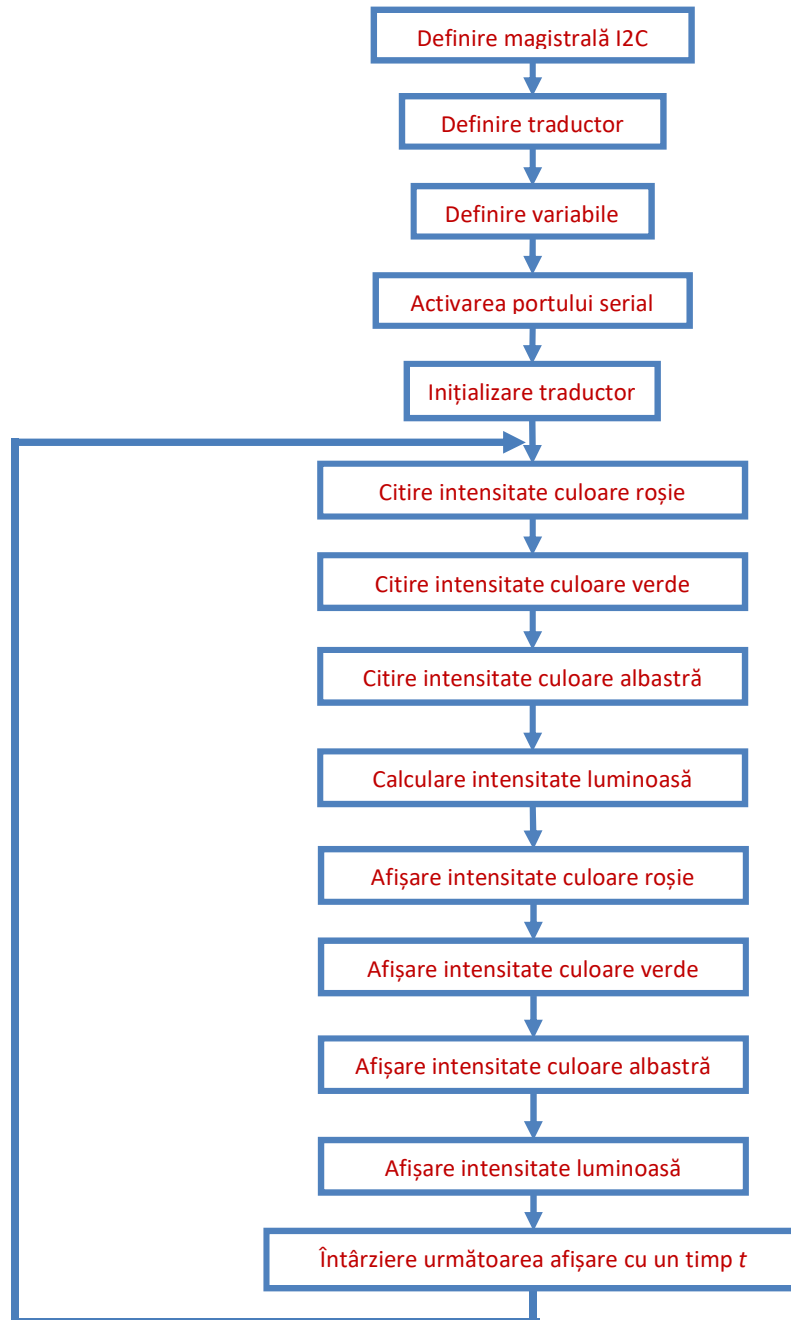 Definire magistrală I2C
Definire traductor
Definire variabile
Activarea portului serial
Inițializare traductor
Citire intensitate culoare roșie
Citire intensitate culoare verde
Citire intensitate culoare albastră
Calculare intensitate luminoasă
Afișare intensitate culoare roșie
Afișare intensitate culoare verde
Afișare intensitate culoare albastră
Afișare intensitate luminoasă
Întârziere următoarea afișare cu un timp t